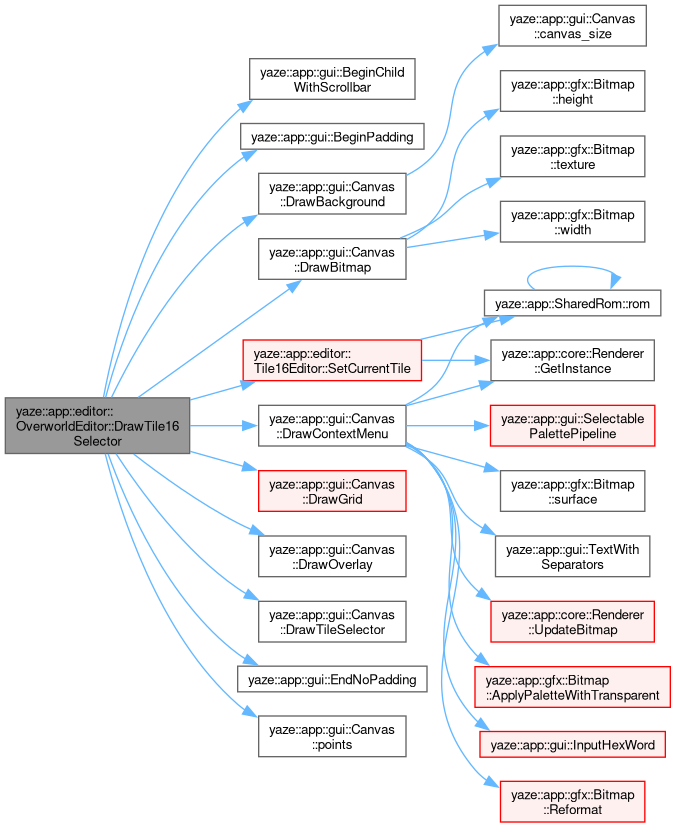 yaze::app::editor::
OverworldEditor::DrawTile16
Selector
yaze::app::gui::BeginChild
WithScrollbar
yaze::app::gui::BeginPadding
yaze::app::gui::Canvas
::DrawBackground
yaze::app::gui::Canvas
::DrawBitmap
yaze::app::editor::
Tile16Editor::SetCurrentTile
yaze::app::gui::Canvas
::DrawContextMenu
yaze::app::gui::Canvas
::DrawGrid
yaze::app::gui::Canvas
::DrawOverlay
yaze::app::gui::Canvas
::DrawTileSelector
yaze::app::gui::EndNoPadding
yaze::app::gui::Canvas
::points
yaze::app::gui::Canvas
::canvas_size
yaze::app::gfx::Bitmap
::height
yaze::app::gfx::Bitmap
::texture
yaze::app::gfx::Bitmap
::width
yaze::app::SharedRom::rom
yaze::app::core::Renderer
::GetInstance
yaze::app::gui::Selectable
PalettePipeline
yaze::app::gfx::Bitmap
::surface
yaze::app::gui::TextWith
Separators
yaze::app::core::Renderer
::UpdateBitmap
yaze::app::gfx::Bitmap
::ApplyPaletteWithTransparent
yaze::app::gui::InputHexWord
yaze::app::gfx::Bitmap
::Reformat